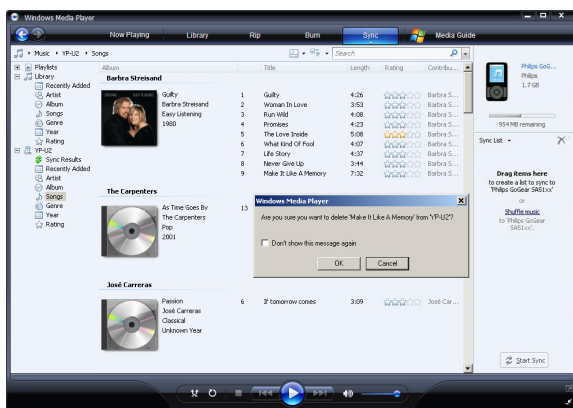 Windows Media Player
Now Playing Library Rip Burn Sync Media Guide
Music ▸ YP-U2 ▸ Songs
Search
Playlists
Library
Recently Added
Artist
Album
Songs
Genre
Year
Rating
YP-U2
Sync Results
Recently Added
Artist
Album
Songs
Genre
Year
Rating
Album Title Length Rating Contribu...
Barbra Streisand
Guilty
Barbra Streisand
Easy Listening
1980
1 Guilty 4:26 Barbra S...
2 Woman In Love 3:53 Barbra S...
3 Run Wild 4:08 Barbra S...
4 Promises 4:23 Barbra S...
5 The Love Inside 5:08 Barbra S...
6 What Kind Of Fool 4:07 Barbra S...
7 Life Story 4:37 Barbra S...
8 Never Give Up 3:44 Barbra S...
9 Make It Like A Memory 7:32 Barbra S...
The Carpenters
As Time Goes By
The Carpenters
Pop
2001
13
Windows Media Player
Are you sure you want to delete 'Make It Like A Memory' from 'YP-U2'?
Don't show this message again
OK Cancel
José Carreras
Passion
José Carreras
Classical
Unknown Year
6 If tomorrow comes 3:09 José Car...
Philips GoG...
Philips
1.7 GB
954 MB remaining
Sync List
Drag items here
to create a list to sync to
'Philips GoGear SA51xx'.
or
Shuffle music
to 'Philips GoGear
SA51xx'.
Start Sync